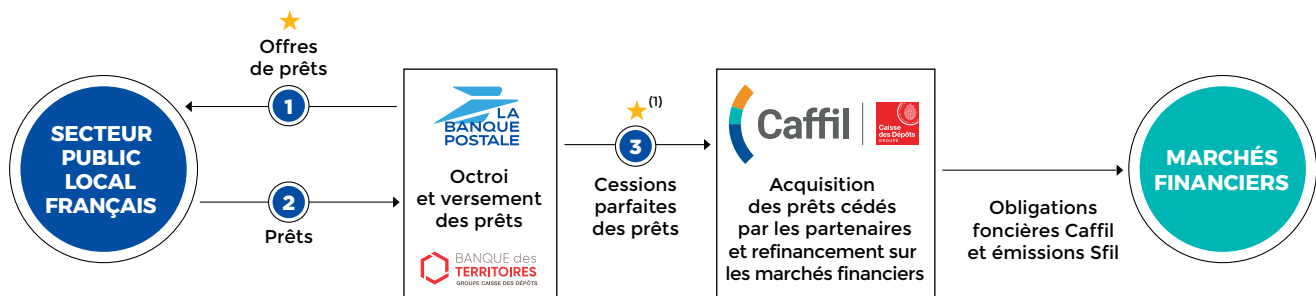 SECTEUR
PUBLIC
LOCAL
FRANÇAIS
Offres
de prêts
1
2
Prêts
LA
BANQUE
POSTALE
Octroi
et versement
des prêts
BANQUE des
TERRITOIRES
GROUPE CAISSE DES DÉPÔTS
(1)
3
Cessions
parfaites
des prêts
Caffil
Caisse
des Dépôts
GROUPE
Acquisition
des prêts cédés
par les partenaires
et refinancement sur
les marchés financiers
Obligations
foncières Caffil
et émissions Sfil
MARCHÉS
FINANCIERS